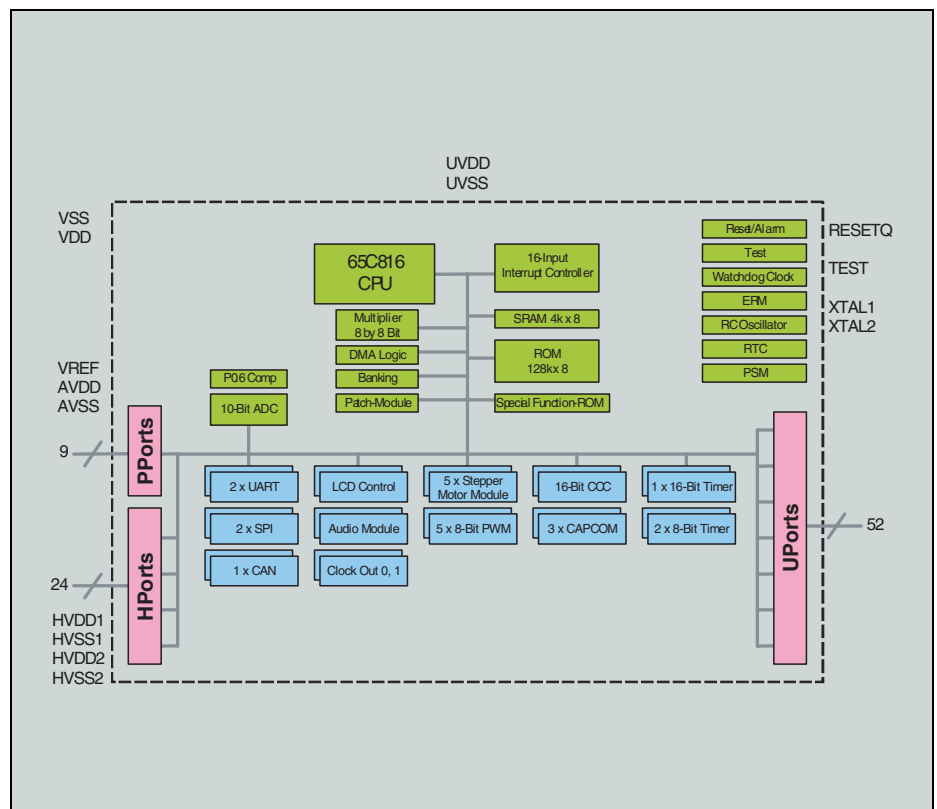 UVDD
UVSS
VSS
VDD
Reset/Alarm
RESETQ
65C816
CPU
16-Input
Interrupt Controller
Test
TEST
Watchdog Clock
ERM
XTAL1
Multiplier
8 by 8 Bit
SRAM 4k x 8
RC Oscillator
XTAL2
DMA Logic
ROM
128k x 8
RTC
VREF
AVDD
AVSS
P0.6 Comp
Banking
PSM
10-Bit ADC
Patch-Module
Special Function-ROM
9
PPorts
2 x UART
LCD Control
5 x Stepper
Motor Module
16-Bit CCC
1 x 16-Bit Timer
2 x SPI
Audio Module
5 x 8-Bit PWM
3 x CAPCOM
2 x 8-Bit Timer
UPorts
52
1 x CAN
Clock Out 0, 1
24
HPorts
HVDD1
HVSS1
HVDD2
HVSS2